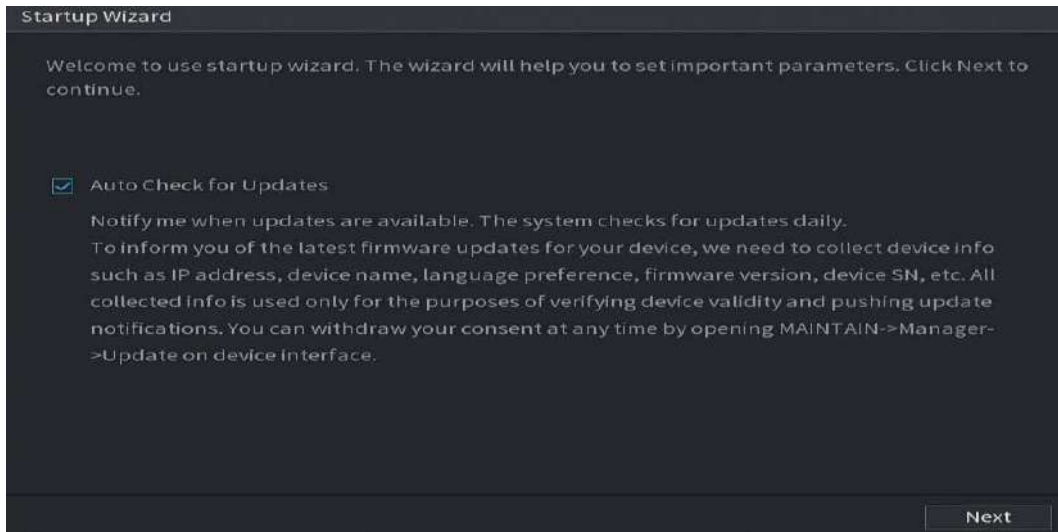 Startup Wizard
Welcome to use startup wizard. The wizard will help you to set important parameters. Click Next to
continue.
Auto Check for Updates
Notify me when updates are available. The system checks for updates daily.
To inform you of the latest firmware updates for your device, we need to collect device info
such as IP address, device name, language preference, firmware version, device SN, etc. All
collected info is used only for the purposes of verifying device validity and pushing update
notifications. You can withdraw your consent at any time by opening MAINTAIN->Manager-
>Update on device interface.
Next